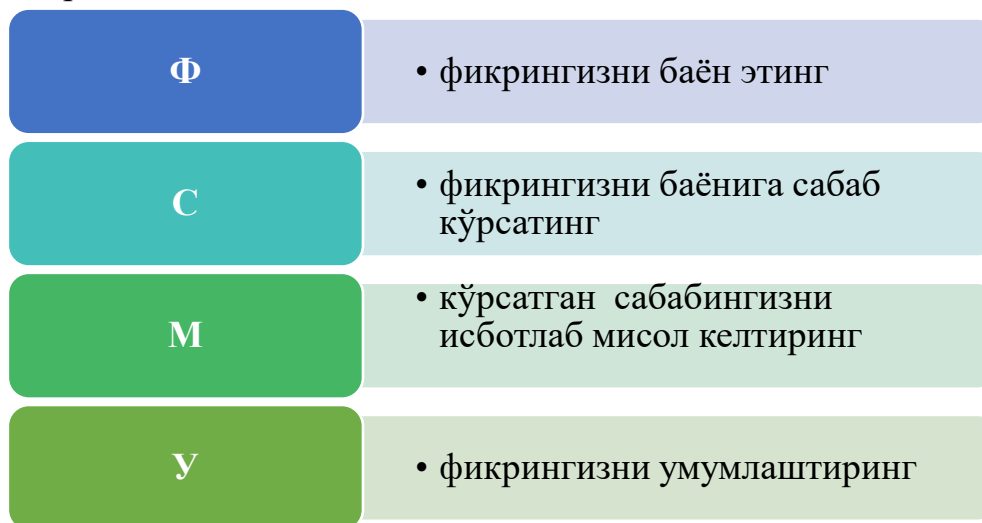 Ф
• фикрингизни баён этинг
С
• фикрингизни баёнига сабаб
кўрсатинг
М
• кўрсатган сабабингизни
исботлаб мисол келтиринг
У
• фикрингизни умумлаштиринг